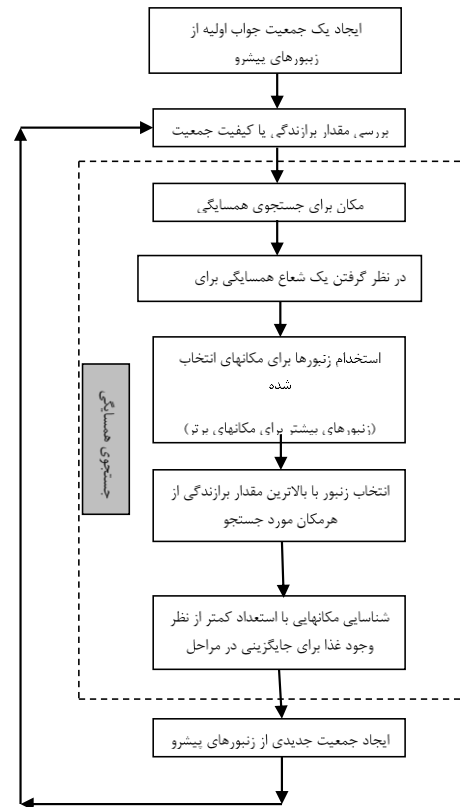 ایجاد یک جمعیت جواب اولیه از
زنبورهای پیشرو
بررسی مقدار برازندگی یا کیفیت جمعیت
مکان برای جستجوی همسایگی
در نظر گرفتن یک شعاع همسایگی برای
استخدام زنبورها برای مکانهای انتخاب
شده
(زنبورهای بیشتر برای مکانهای برتر)
جستجوی همسایگی
انتخاب زنبور با بالاترین مقدار برازندگی از
هرمکان مورد جستجو
شناسایی مکانهایی با استعداد کمتر از نظر
وجود غذا برای جایگزینی در مراحل
ایجاد جمعیت جدیدی از زنبورهای پیشرو